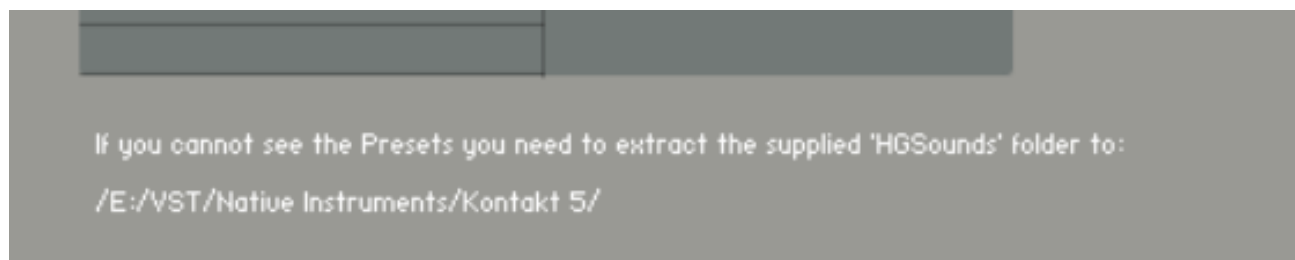 If you cannot see the Presets you need to extract the supplied 'HGSounds' folder to:
/E:/VST/Native Instruments/Kontakt 5/